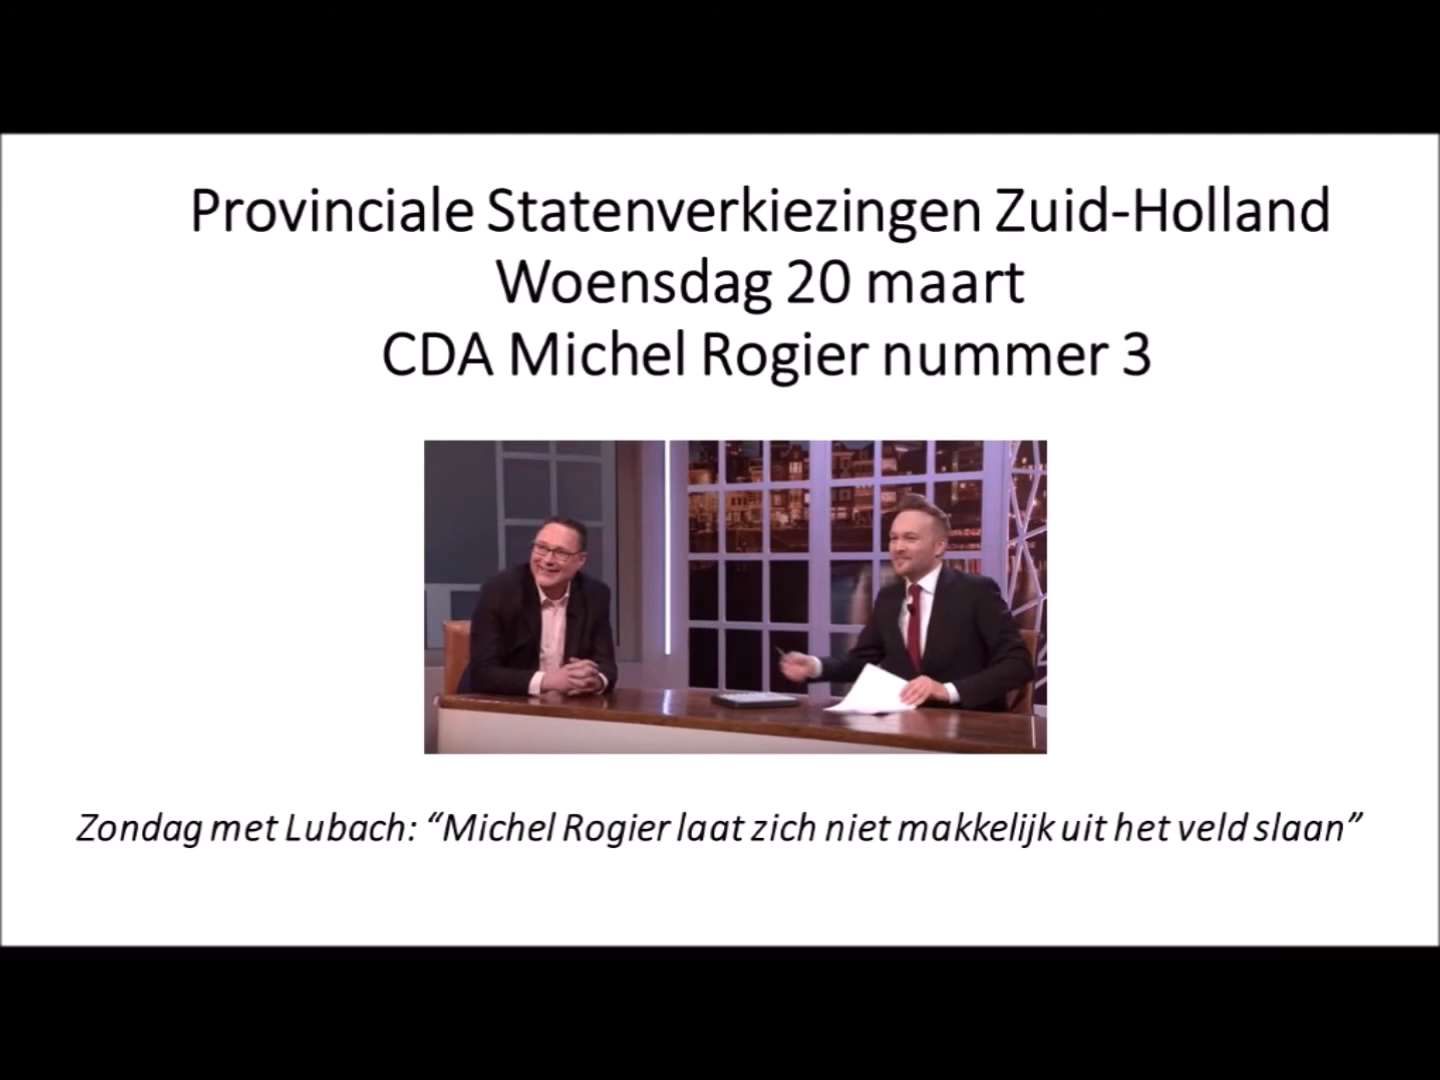 Provinciale Statenverkiezingen Zuid-Holland
Woensdag 20 maart
CDA Michel Rogier nummer 3
Zondag met Lubach: “Michel Rogier laat zich niet makkelijk uit het veld slaan”